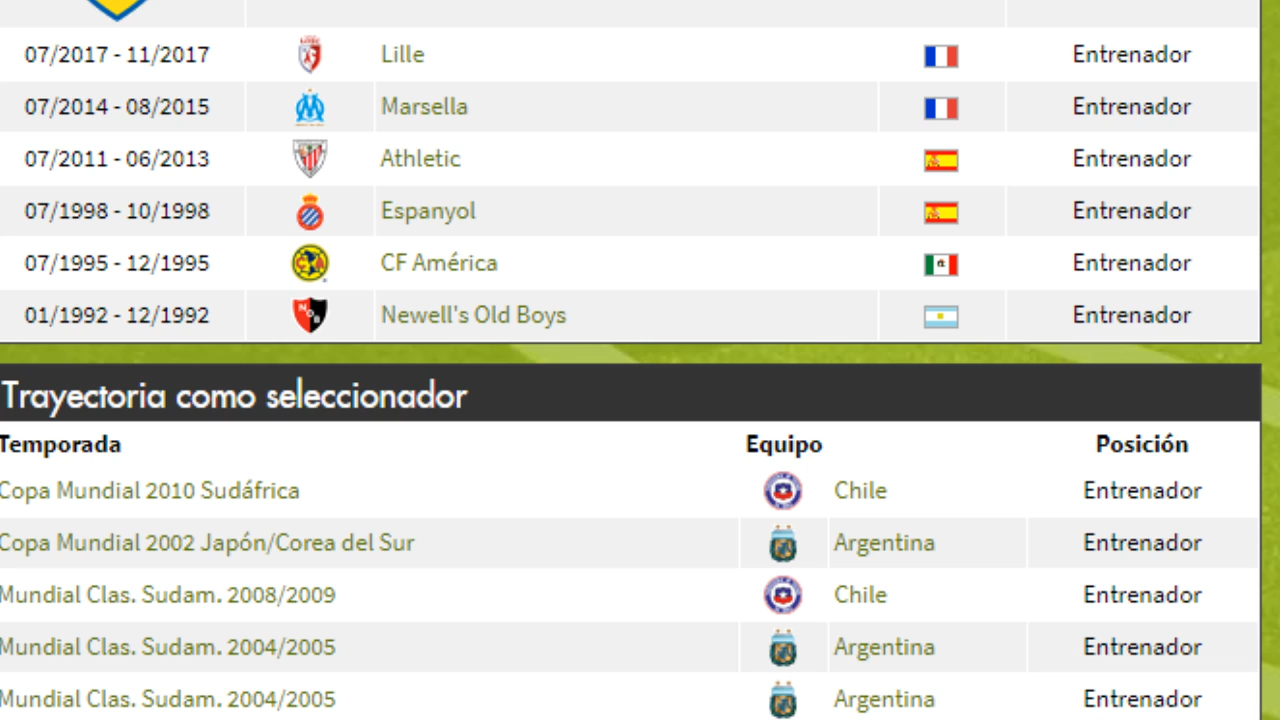 07/2017 - 11/2017 Lille Entrenador
07/2014 - 08/2015 Marsella Entrenador
07/2011 - 06/2013 Athletic Entrenador
07/1998 - 10/1998 Espanyol Entrenador
07/1995 - 12/1995 CF América Entrenador
01/1992 - 12/1992 Newell's Old Boys Entrenador
Trayectoria como seleccionador
Temporada Equipo Posición
Copa Mundial 2010 Sudáfrica Chile Entrenador
Copa Mundial 2002 Japón/Corea del Sur Argentina Entrenador
Mundial Clas. Sudam. 2008/2009 Chile Entrenador
Mundial Clas. Sudam. 2004/2005 Argentina Entrenador
Mundial Clas. Sudam. 2004/2005 Argentina Entrenador